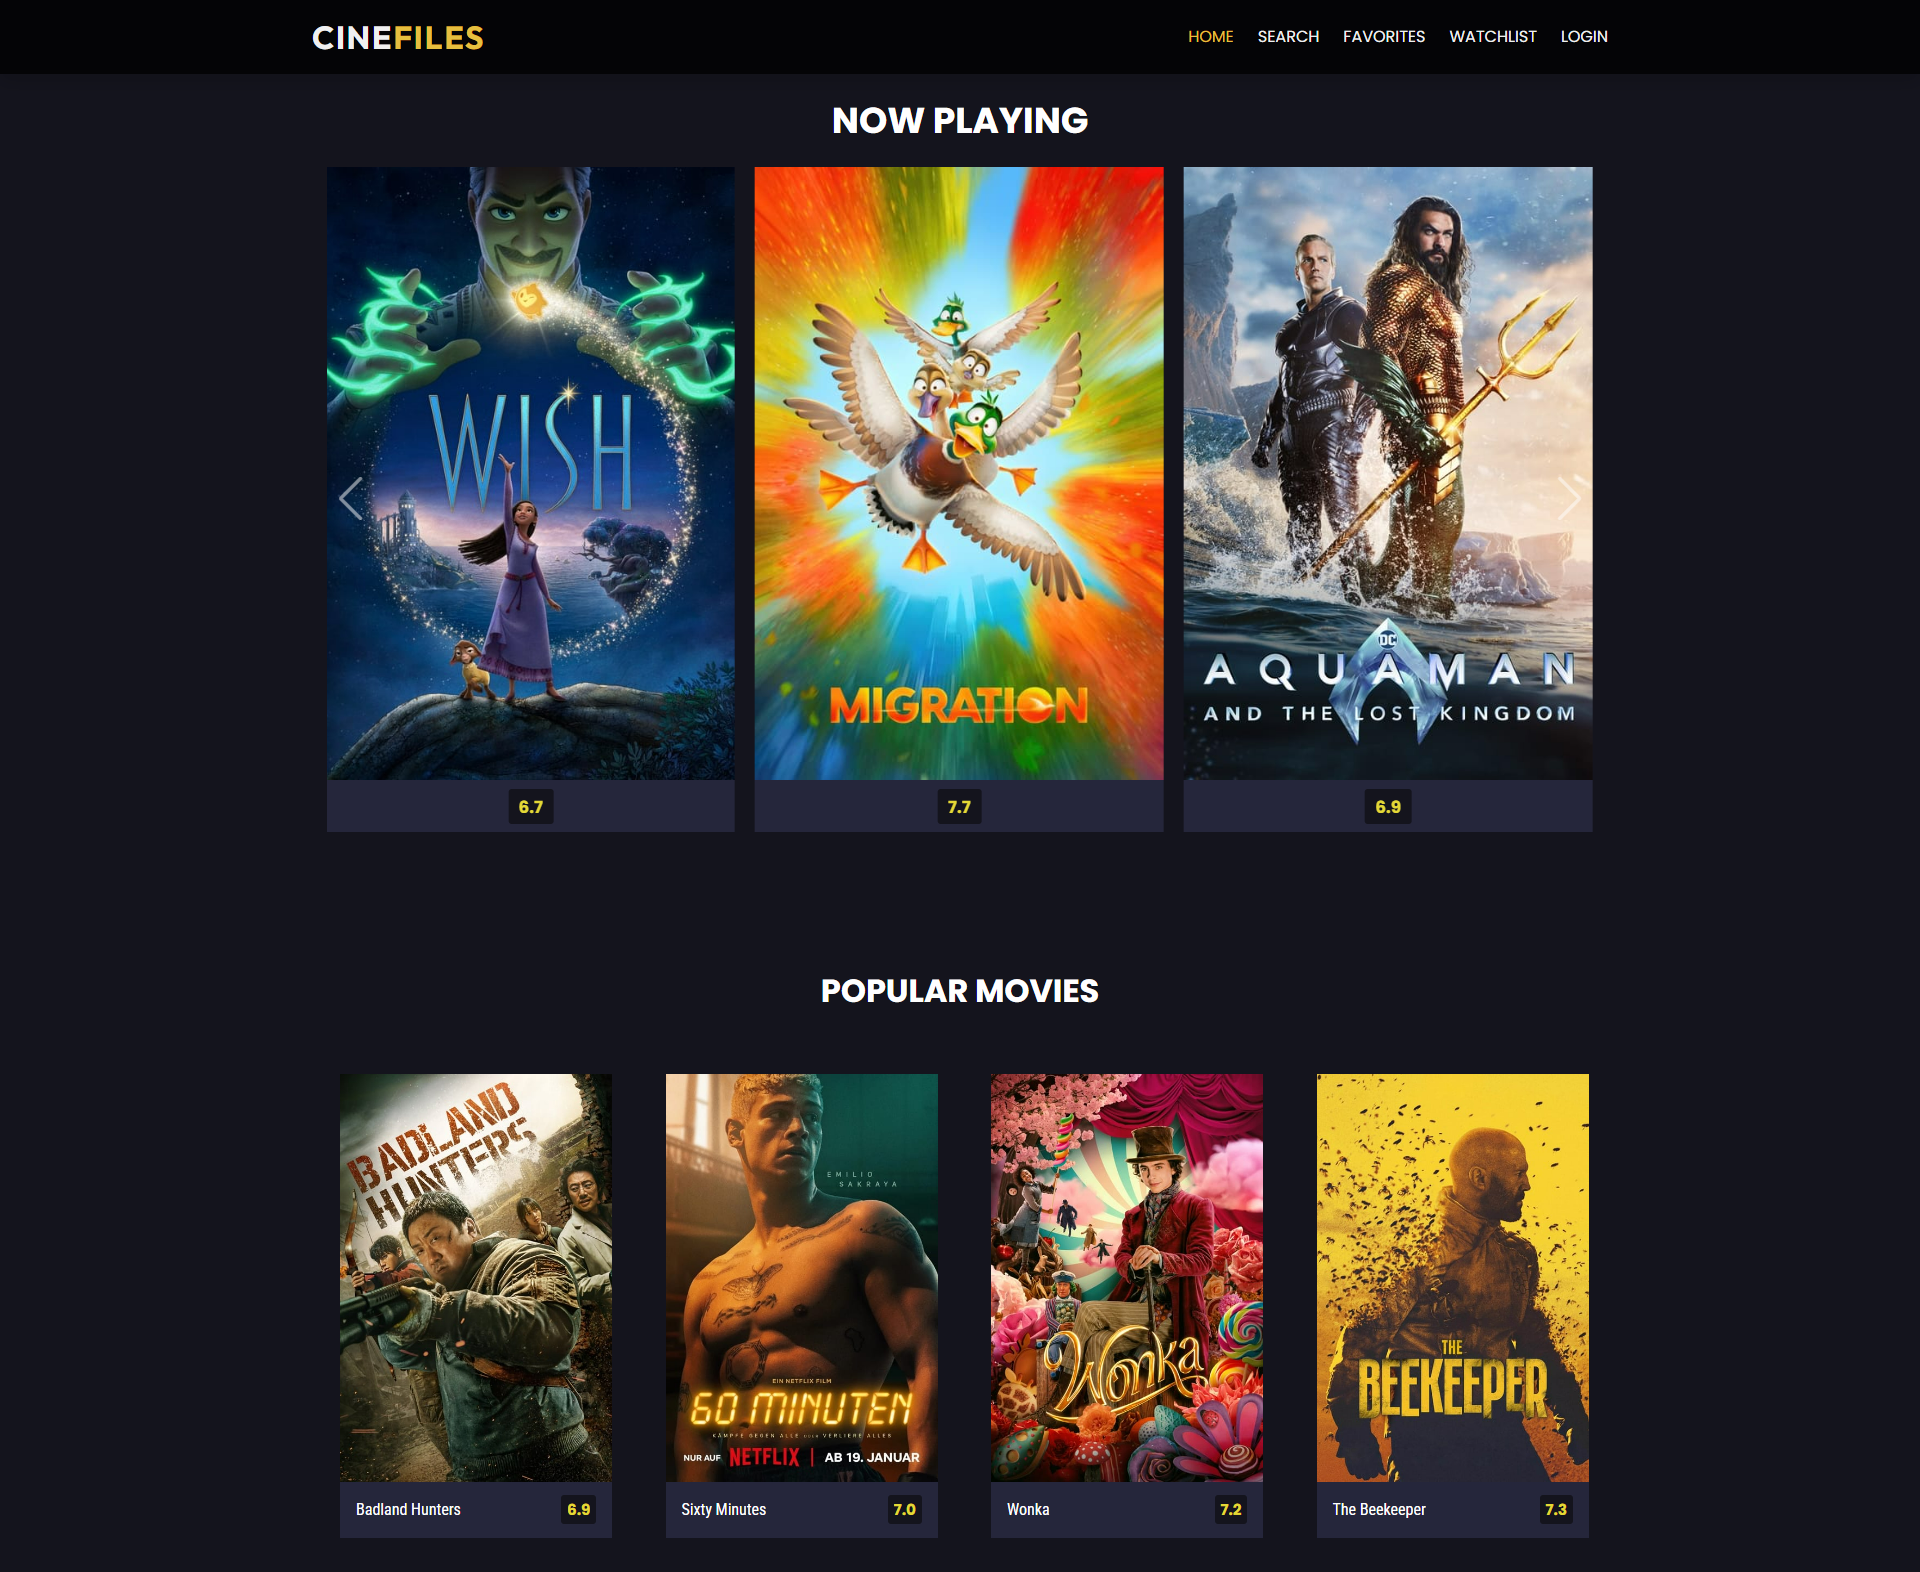 CINEFILES
HOME SEARCH FAVORITES WATCHLIST LOGIN
NOW PLAYING
WISH
MIGRATION
DC
AQUAMAN
AND THE LOST KINGDOM
6.7
7.7
6.9
POPULAR MOVIES
BADLAND
HUNTERS
EMILIO
SAKRAYA
EIN NETFLIX FILM
60 MINUTEN
KÄMPFE GEGEN ALLE ODER VERLIERE ALLES
NUR AUF NETFLIX | AB 19. JANUAR
Wonka
THE
BEEKEEPER
Badland Hunters 6.9
Sixty Minutes 7.0
Wonka 7.2
The Beekeeper 7.3